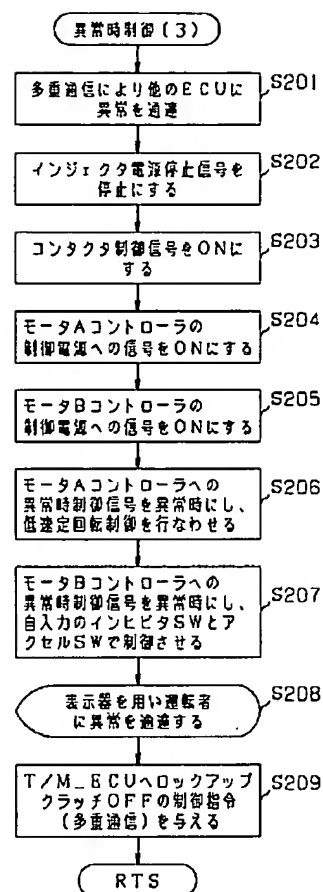 異常時制御(3)
S201
多重通信により他のECUに
異常を通達
S202
インジェクタ電源停止信号を
停止にする
S203
コンタクタ制御信号をONに
する
S204
モータAコントローラの
制御電源への信号をONにする
S205
モータBコントローラの
制御電源への信号をONにする
S206
モータAコントローラへの
異常時制御信号を異常時にし、
低速定回転制御を行なわせる
S207
モータBコントローラへの
異常時制御信号を異常時にし、
自入力のインヒビタSWとア
クセルSWで制御させる
S208
表示器を用い運転者
に異常を通達する
S209
T/M_ECUへロックアップ
クラッチOFFの制御指令
(多重通信)を与える
RTS